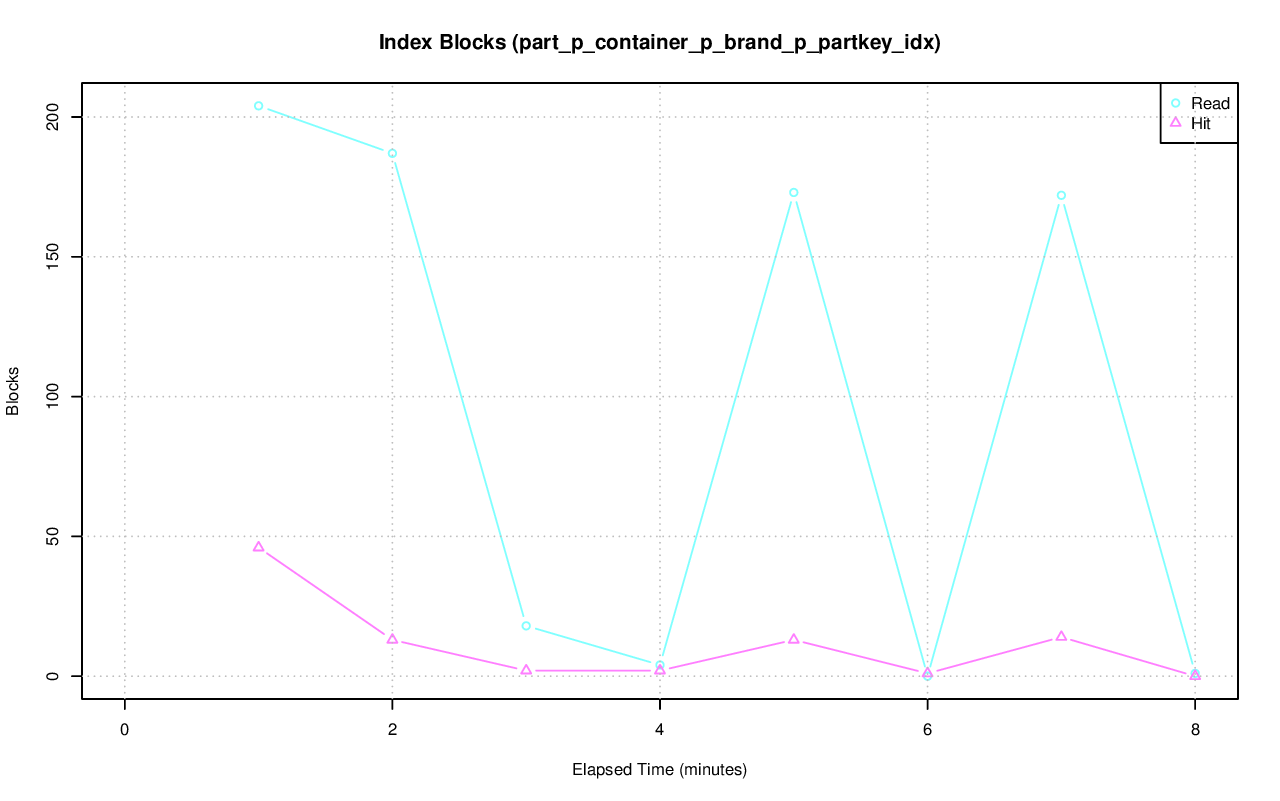 Index Blocks (part_p_container_p_brand_p_partkey_idx)
Read
Hit
200
150
100
50
0
Blocks
0 2 4 6 8
Elapsed Time (minutes)